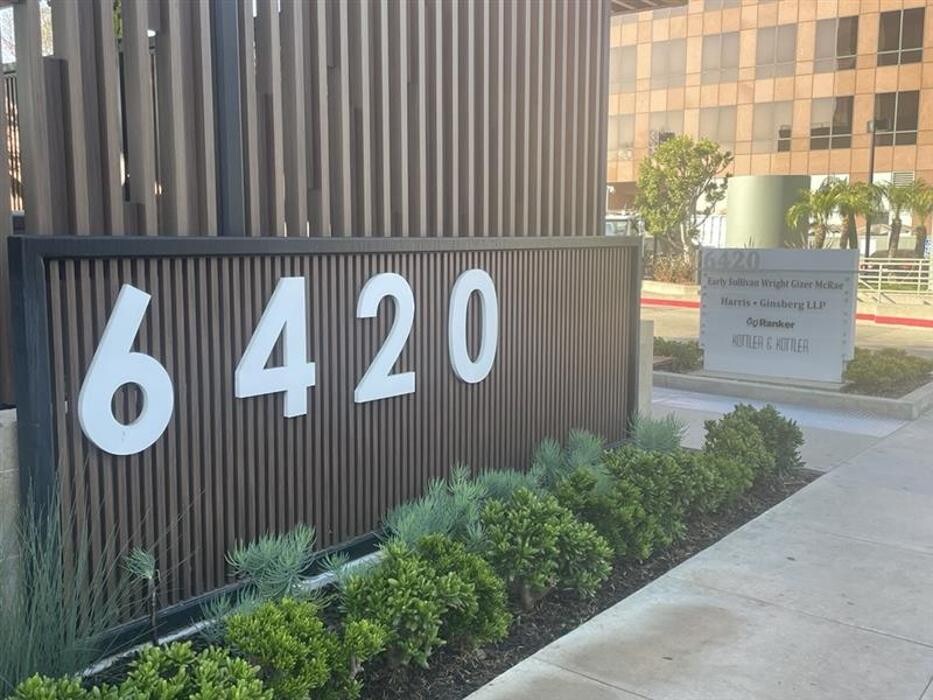 6420
6420
Early Sullivan Wright Gizer McRae
Harris • Ginsberg LLP
Ranker
KOTTLER & KOTTLER